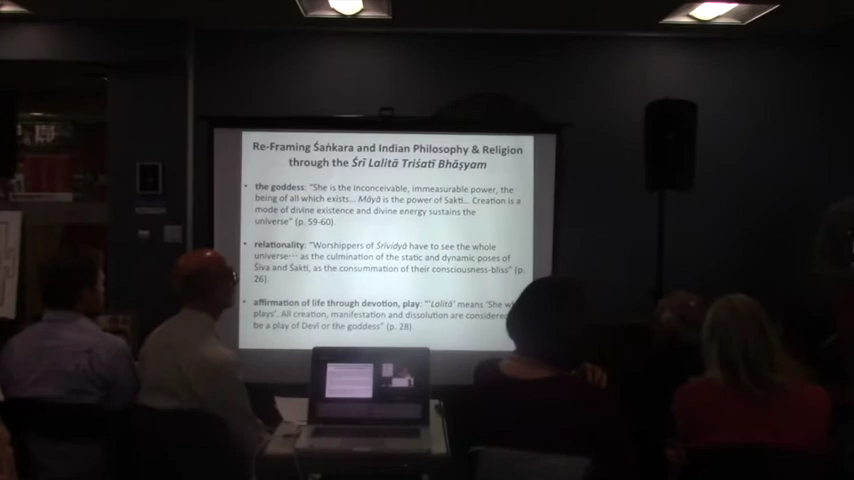 Re-Framing Śaṅkara and Indian Philosophy & Religion
through the Śrī Lalitā Triśatī Bhāṣyam
• the goddess: "She is the inconceivable, immeasurable power, the
being of all which exists... Māyā is the power of Sakti... Creation is a
mode of divine existence and divine energy sustains the
universe" (p. 59-60).
• relationality: "Worshippers of Śrīvidyā have to see the whole
universe… as the culmination of the static and dynamic poses of
Śiva and Śakti, as the consummation of their consciousness-bliss" (p.
26).
• affirmation of life through devotion, play: "'Lalitā' means 'She
plays'. All creation, manifestation and dissolution are considered
be a play of Devī or the goddess" (p. 28)